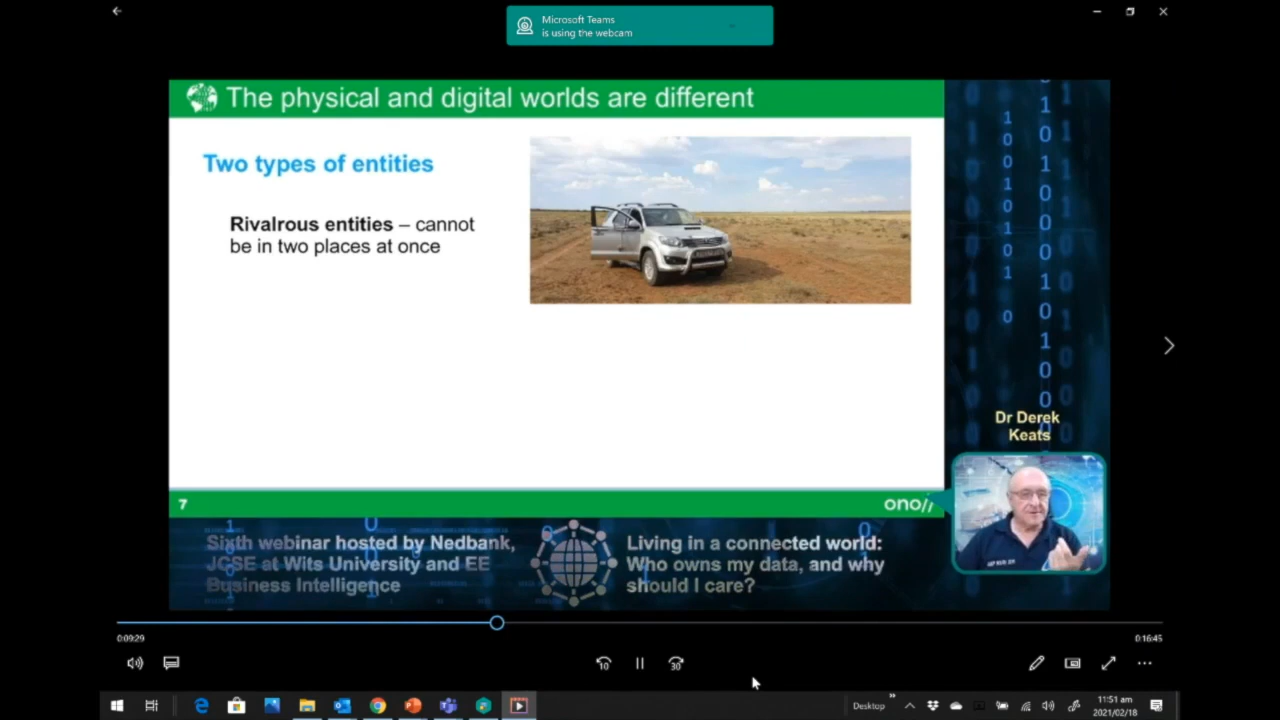 Microsoft Teams
is using the webcam
The physical and digital worlds are different
Two types of entities
Rivalrous entities – cannot
be in two places at once
Dr Derek
Keats
7
Sixth webinar hosted by Nedbank,
JCSE at Wits University and EE
Business Intelligence
Living in a connected world:
Who owns my data, and why
should I care?
0:09:29
0:16:45
10
30
Desktop
11:51 am
2021/02/18